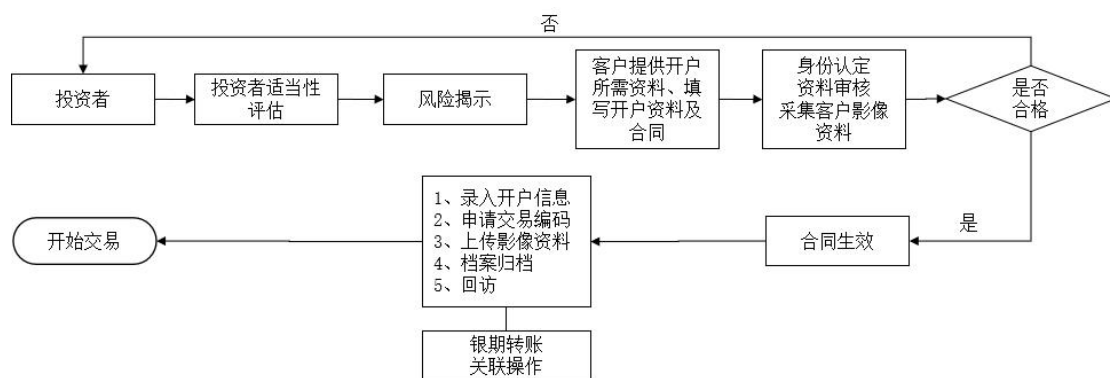 否
投资者
投资者适当性
评估
风险揭示
客户提供开户
所需资料、填
写开户资料及
合同
身份认定
资料审核
采集客户影像
资料
是否
合格
是
合同生效
1、录入开户信息
2、申请交易编码
3、上传影像资料
4、档案归档
5、回访
开始交易
银期转账
关联操作